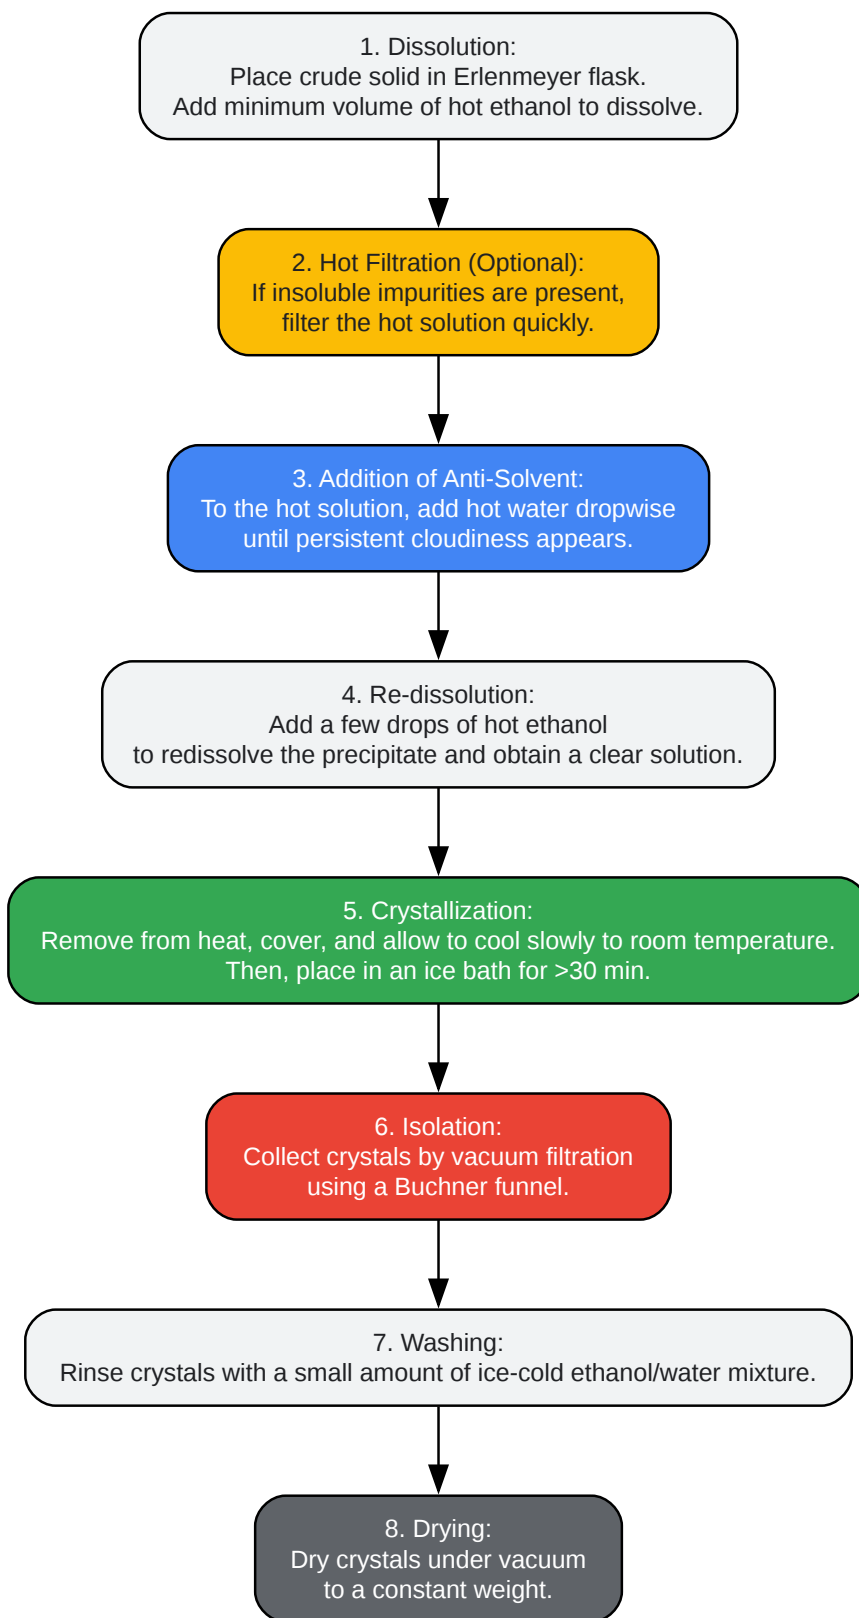 1. Dissolution:
Place crude solid in Erlenmeyer flask.
Add minimum volume of hot ethanol to dissolve.
2. Hot Filtration (Optional):
If insoluble impurities are present,
filter the hot solution quickly.
3. Addition of Anti-Solvent:
To the hot solution, add hot water dropwise
until persistent cloudiness appears.
4. Re-dissolution:
Add a few drops of hot ethanol
to redissolve the precipitate and obtain a clear solution.
5. Crystallization:
Remove from heat, cover, and allow to cool slowly to room temperature.
Then, place in an ice bath for >30 min.
6. Isolation:
Collect crystals by vacuum filtration
using a Buchner funnel.
7. Washing:
Rinse crystals with a small amount of ice-cold ethanol/water mixture.
8. Drying:
Dry crystals under vacuum
to a constant weight.